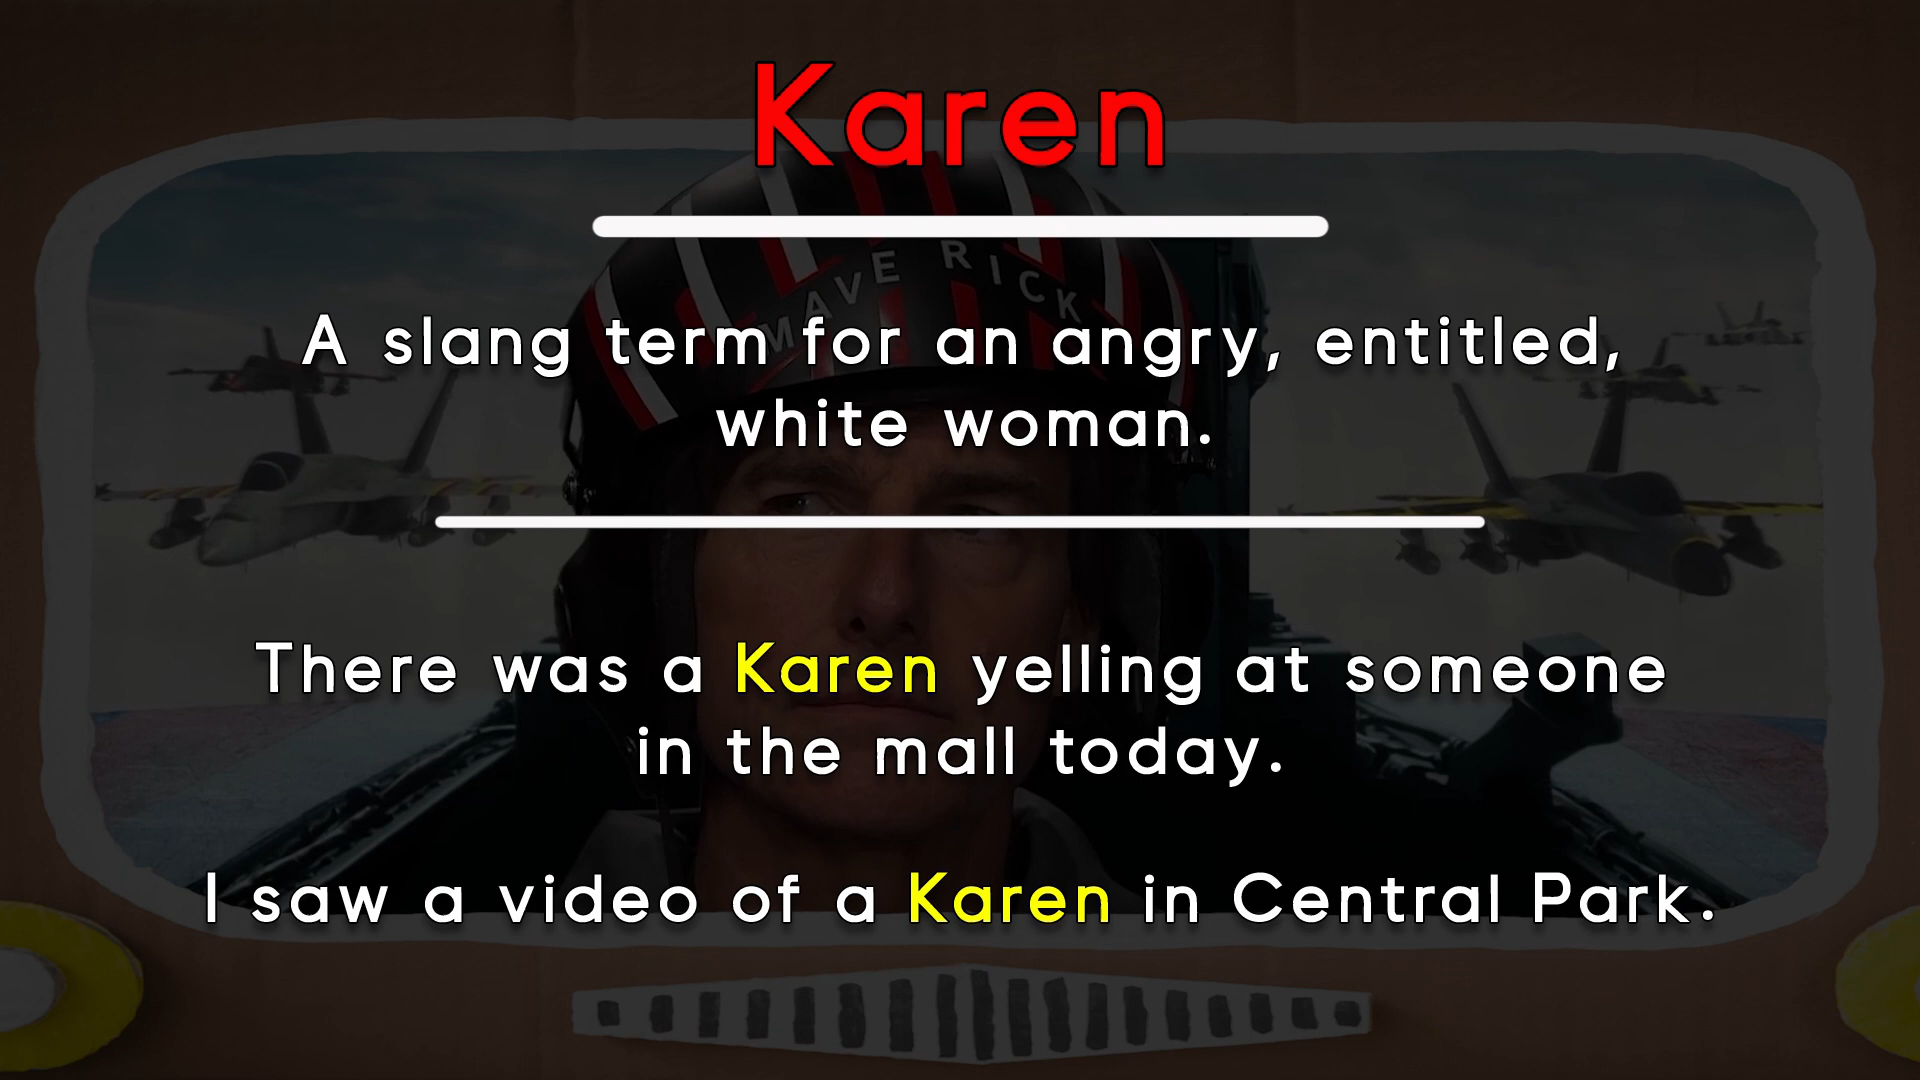 Karen
MAVERICK
A slang term for an angry, entitled,
white woman.
There was a Karen yelling at someone
in the mall today.
I saw a video of a Karen in Central Park.